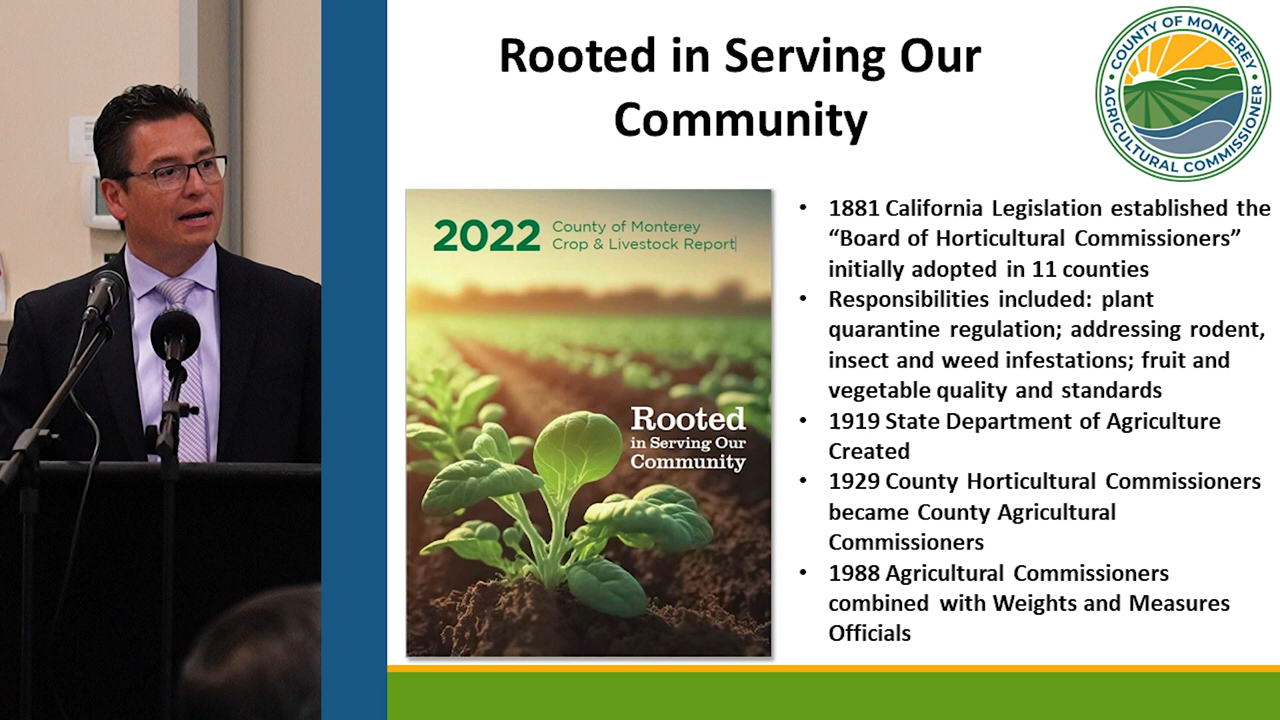 Rooted in Serving Our
Community
COUNTY OF MONTEREY
AGRICULTURAL COMMISSIONER
2022 County of Monterey
Crop & Livestock Report
Rooted
in Serving Our
Community
• 1881 California Legislation established the
“Board of Horticultural Commissioners”
initially adopted in 11 counties
• Responsibilities included: plant
quarantine regulation; addressing rodent,
insect and weed infestations; fruit and
vegetable quality and standards
• 1919 State Department of Agriculture
Created
• 1929 County Horticultural Commissioners
became County Agricultural
Commissioners
• 1988 Agricultural Commissioners
combined with Weights and Measures
Officials